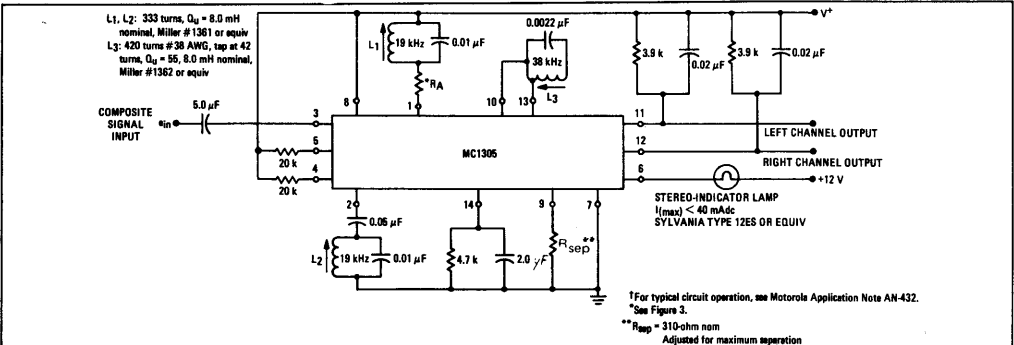 L1, L2: 333 turns, Qu = 8.0 mH
nominal, Miller #1361 or equiv
L3: 420 turns #38 AWG, tap at 42
turns, Qu = 55, 8.0 mH nominal,
Miller #1362 or equiv
V+
L1
19 kHz
0.01 µF
*RA
0.0022 µF
38 kHz
L3
3.9 k
0.02 µF
3.9 k
0.02 µF
COMPOSITE
SIGNAL
INPUT
ein
5.0 µF
8
1
10
13
3
5
4
20 k
20 k
MC1305
11
12
6
LEFT CHANNEL OUTPUT
RIGHT CHANNEL OUTPUT
+12 V
STEREO-INDICATOR LAMP
I(max) < 40 mAdc
SYLVANIA TYPE 12ES OR EQUIV
2
14
9
7
0.05 µF
L2
19 kHz
0.01 µF
4.7 k
2.0 µF
Rsep**
†For typical circuit operation, see Motorola Application Note AN-432.
*See Figure 3.
**Rsep = 310-ohm nom
Adjusted for maximum separation